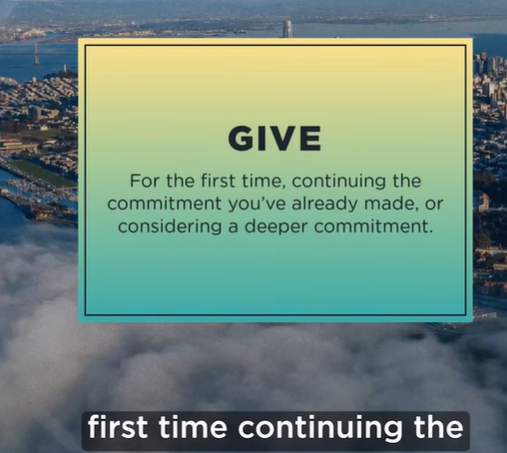 GIVE
For the first time, continuing the
commitment you've already made, or
considering a deeper commitment.
first time continuing the